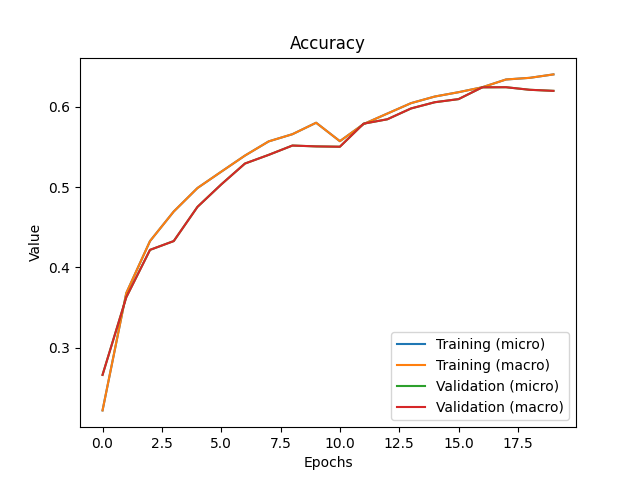 Accuracy
Value
0.6
0.5
0.4
0.3
0.0 2.5 5.0 7.5 10.0 12.5 15.0 17.5
Epochs
Training (micro)
Training (macro)
Validation (micro)
Validation (macro)